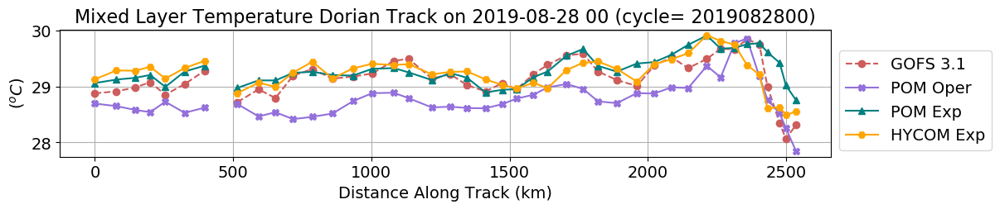 Mixed Layer Temperature Dorian Track on 2019-08-28 00 (cycle= 2019082800)
30
29
28
(°C)
0 500 1000 1500 2000 2500
Distance Along Track (km)
GOFS 3.1
POM Oper
POM Exp
HYCOM Exp